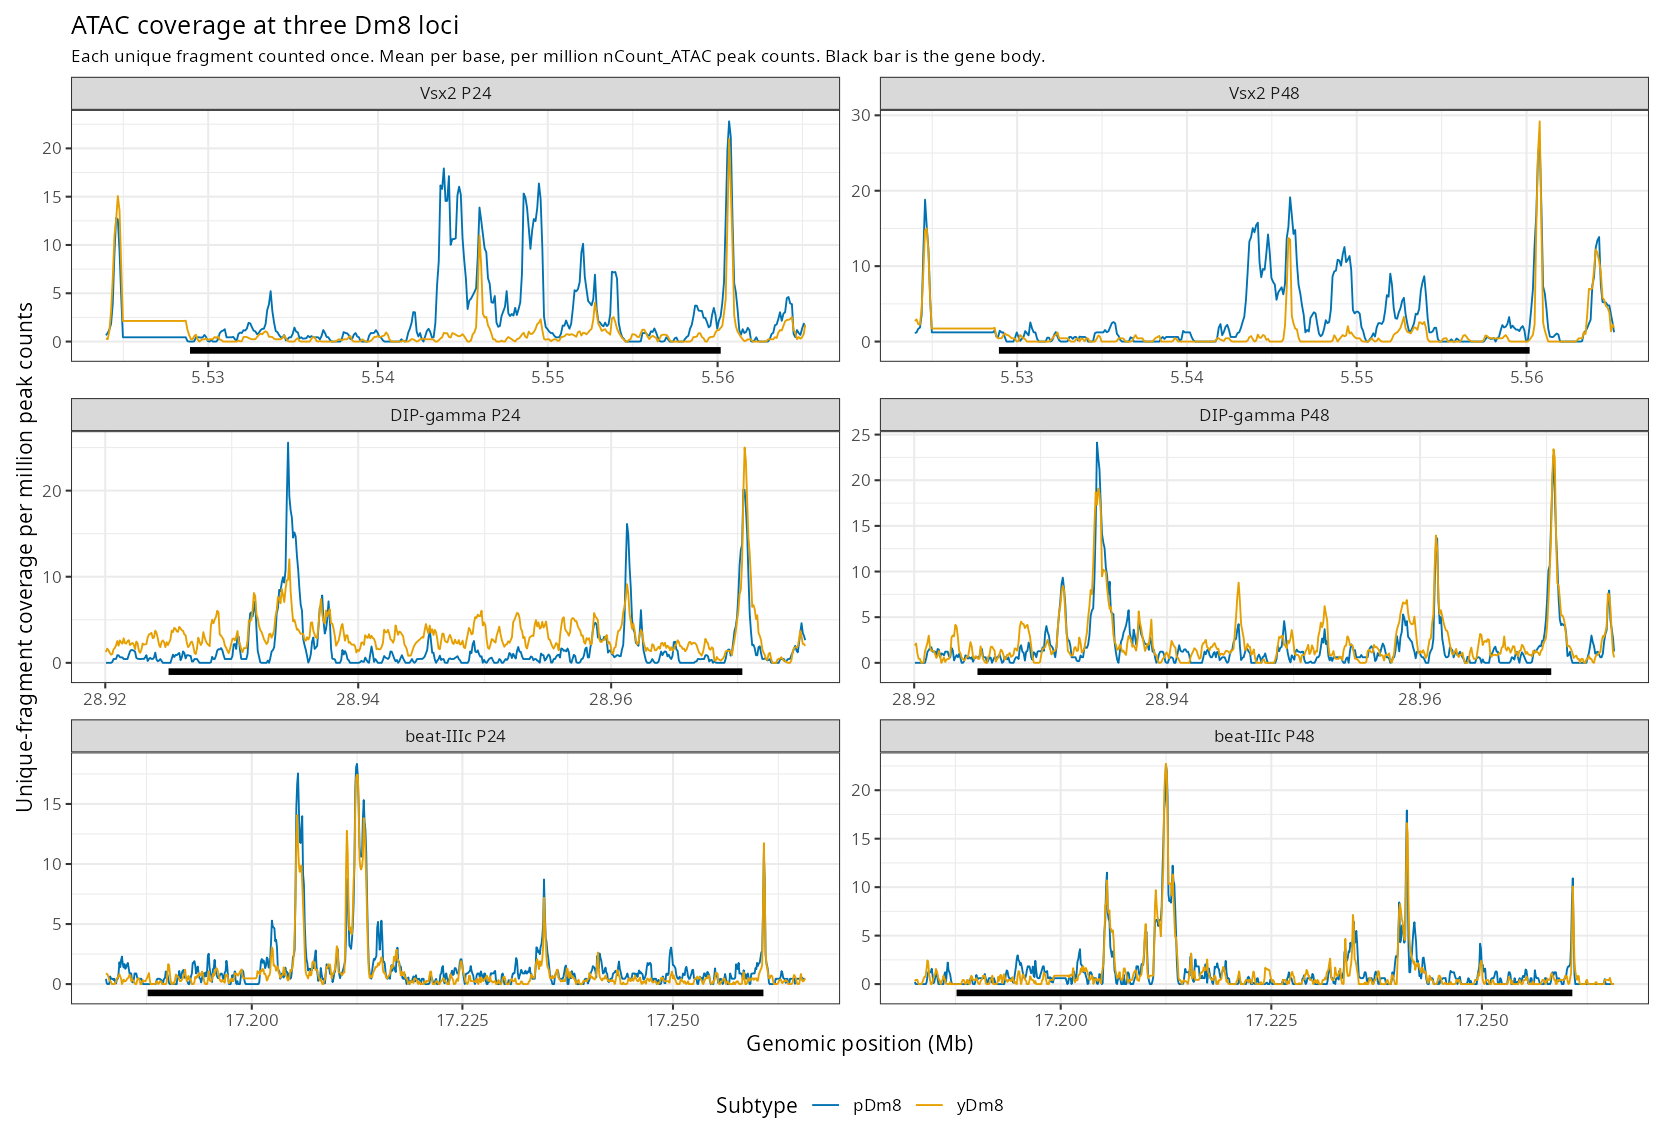 ATAC coverage at three Dm8 loci
Each unique fragment counted once. Mean per base, per million nCount_ATAC peak counts. Black bar is the gene body.
Unique-fragment coverage per million peak counts
Vsx2 P24
20
15
10
5
0
5.53 5.54 5.55 5.56
Vsx2 P48
30
20
10
0
5.53 5.54 5.55 5.56
DIP-gamma P24
20
10
0
28.92 28.94 28.96
DIP-gamma P48
25
20
15
10
5
0
28.92 28.94 28.96
beat-IIIc P24
15
10
5
0
17.200 17.225 17.250
beat-IIIc P48
20
15
10
5
0
17.200 17.225 17.250
Genomic position (Mb)
Subtype pDm8 yDm8